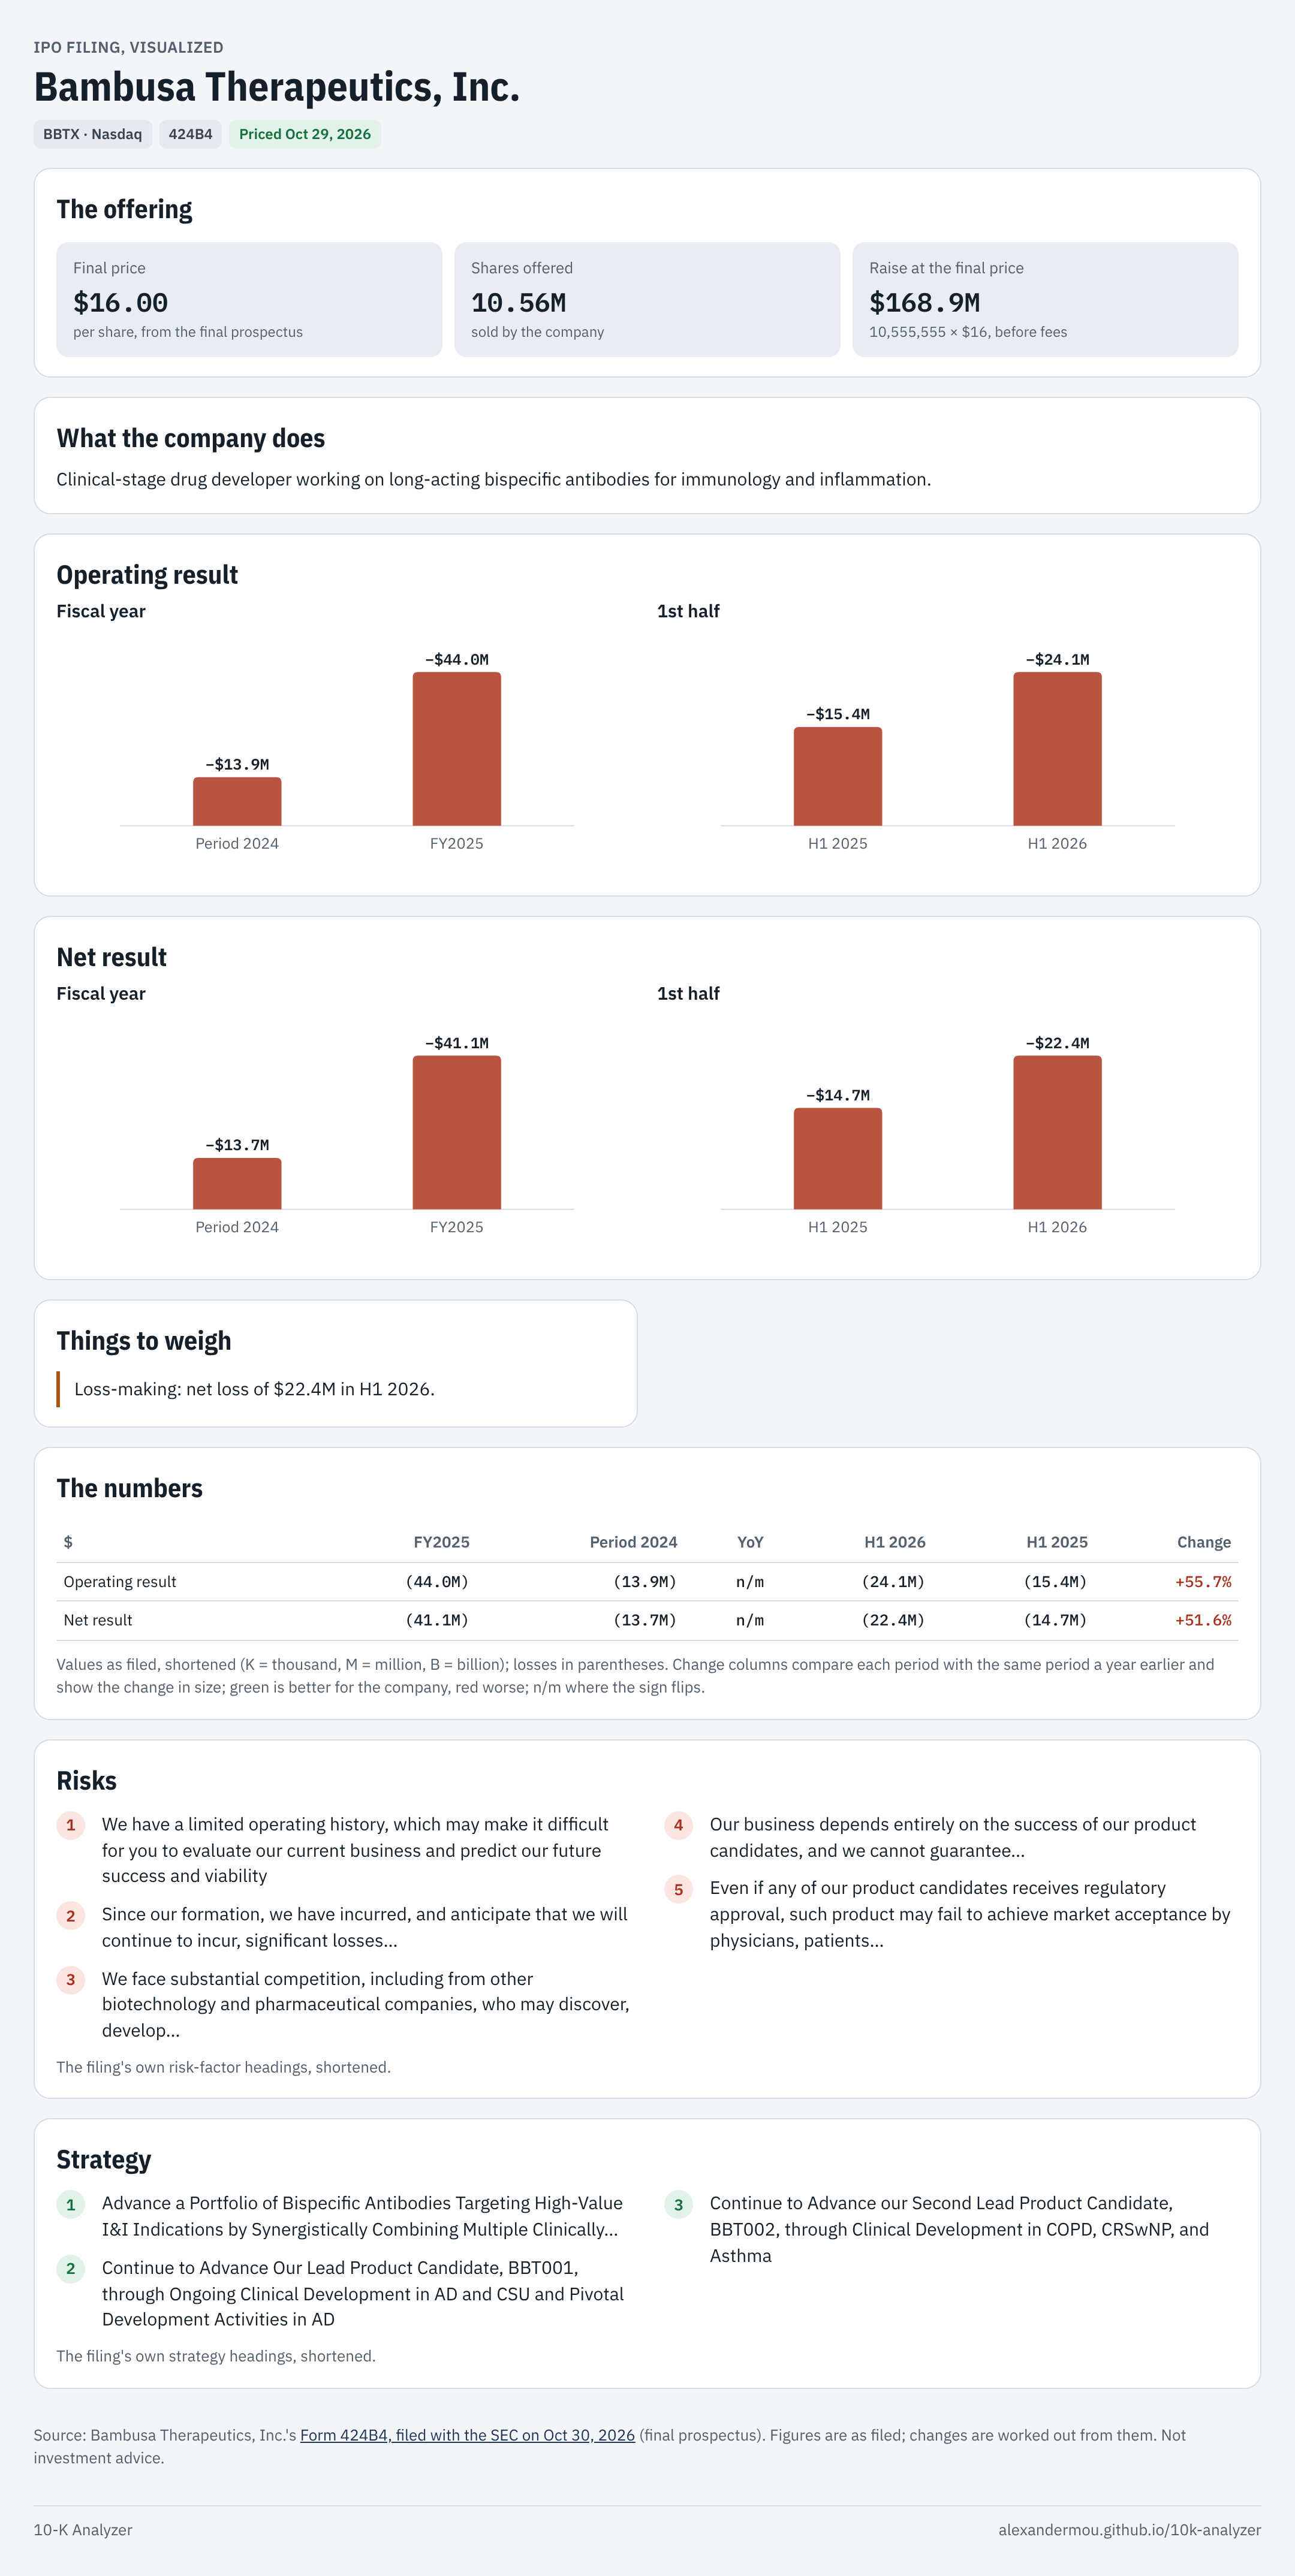 IPO FILING, VISUALIZED
Bambusa Therapeutics, Inc.
BBTX · Nasdaq 424B4 Priced Oct 29, 2026
The offering
Final price
$16.00
per share, from the final prospectus
Shares offered
10.56M
sold by the company
Raise at the final price
$168.9M
10,555,555 × $16, before fees
What the company does
Clinical-stage drug developer working on long-acting bispecific antibodies for immunology and inflammation.
Operating result
Fiscal year
−$13.9M
−$44.0M
Period 2024 FY2025
1st half
−$15.4M
−$24.1M
H1 2025 H1 2026
Net result
Fiscal year
−$13.7M
−$41.1M
Period 2024 FY2025
1st half
−$14.7M
−$22.4M
H1 2025 H1 2026
Things to weigh
Loss-making: net loss of $22.4M in H1 2026.
The numbers
$ FY2025 Period 2024 YoY H1 2026 H1 2025 Change
Operating result (44.0M) (13.9M) n/m (24.1M) (15.4M) +55.7%
Net result (41.1M) (13.7M) n/m (22.4M) (14.7M) +51.6%
Values as filed, shortened (K = thousand, M = million, B = billion); losses in parentheses. Change columns compare each period with the same period a year earlier and
show the change in size; green is better for the company, red worse; n/m where the sign flips.
Risks
1 We have a limited operating history, which may make it difficult
for you to evaluate our current business and predict our future
success and viability
2 Since our formation, we have incurred, and anticipate that we will
continue to incur, significant losses…
3 We face substantial competition, including from other
biotechnology and pharmaceutical companies, who may discover,
develop…
4 Our business depends entirely on the success of our product
candidates, and we cannot guarantee…
5 Even if any of our product candidates receives regulatory
approval, such product may fail to achieve market acceptance by
physicians, patients…
The filing's own risk-factor headings, shortened.
Strategy
1 Advance a Portfolio of Bispecific Antibodies Targeting High-Value
I&I Indications by Synergistically Combining Multiple Clinically…
2 Continue to Advance Our Lead Product Candidate, BBT001,
through Ongoing Clinical Development in AD and CSU and Pivotal
Development Activities in AD
3 Continue to Advance our Second Lead Product Candidate,
BBT002, through Clinical Development in COPD, CRSwNP, and
Asthma
The filing's own strategy headings, shortened.
Source: Bambusa Therapeutics, Inc.'s Form 424B4, filed with the SEC on Oct 30, 2026 (final prospectus). Figures are as filed; changes are worked out from them. Not
investment advice.
10-K Analyzer
alexandermou.github.io/10k-analyzer